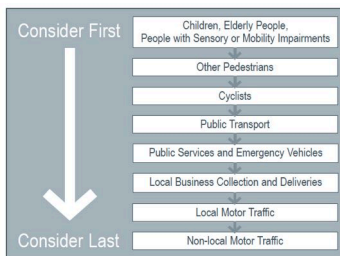 Consider First
Children, Elderly People,
People with Sensory or Mobility Impairments
Other Pedestrians
Cyclists
Public Transport
Public Services and Emergency Vehicles
Local Business Collection and Deliveries
Local Motor Traffic
Consider Last
Non-local Motor Traffic